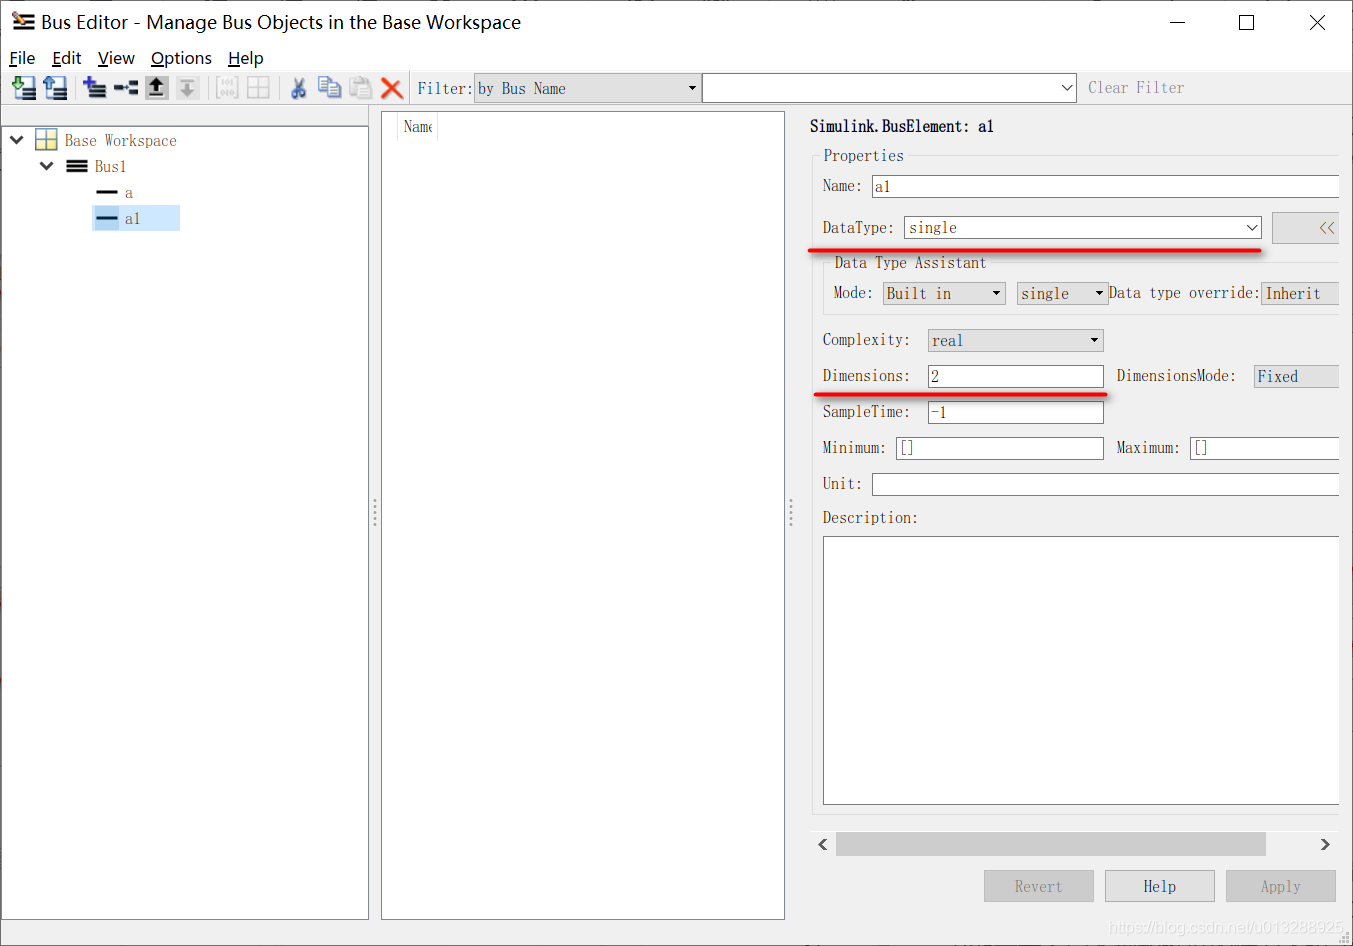 Bus Editor - Manage Bus Objects in the Base Workspace
File Edit View Options Help
Filter: by Bus Name Clear Filter
Base Workspace
Bus1
a
a1
Name
Simulink.BusElement: a1
Properties
Name: a1
DataType: single <<
Data Type Assistant
Mode: Built in single Data type override: Inherit
Complexity: real
Dimensions: 2 DimensionsMode: Fixed
SampleTime: -1
Minimum: [] Maximum: []
Unit:
Description:
Revert Help Apply
https://blog.csdn.net/u013288925